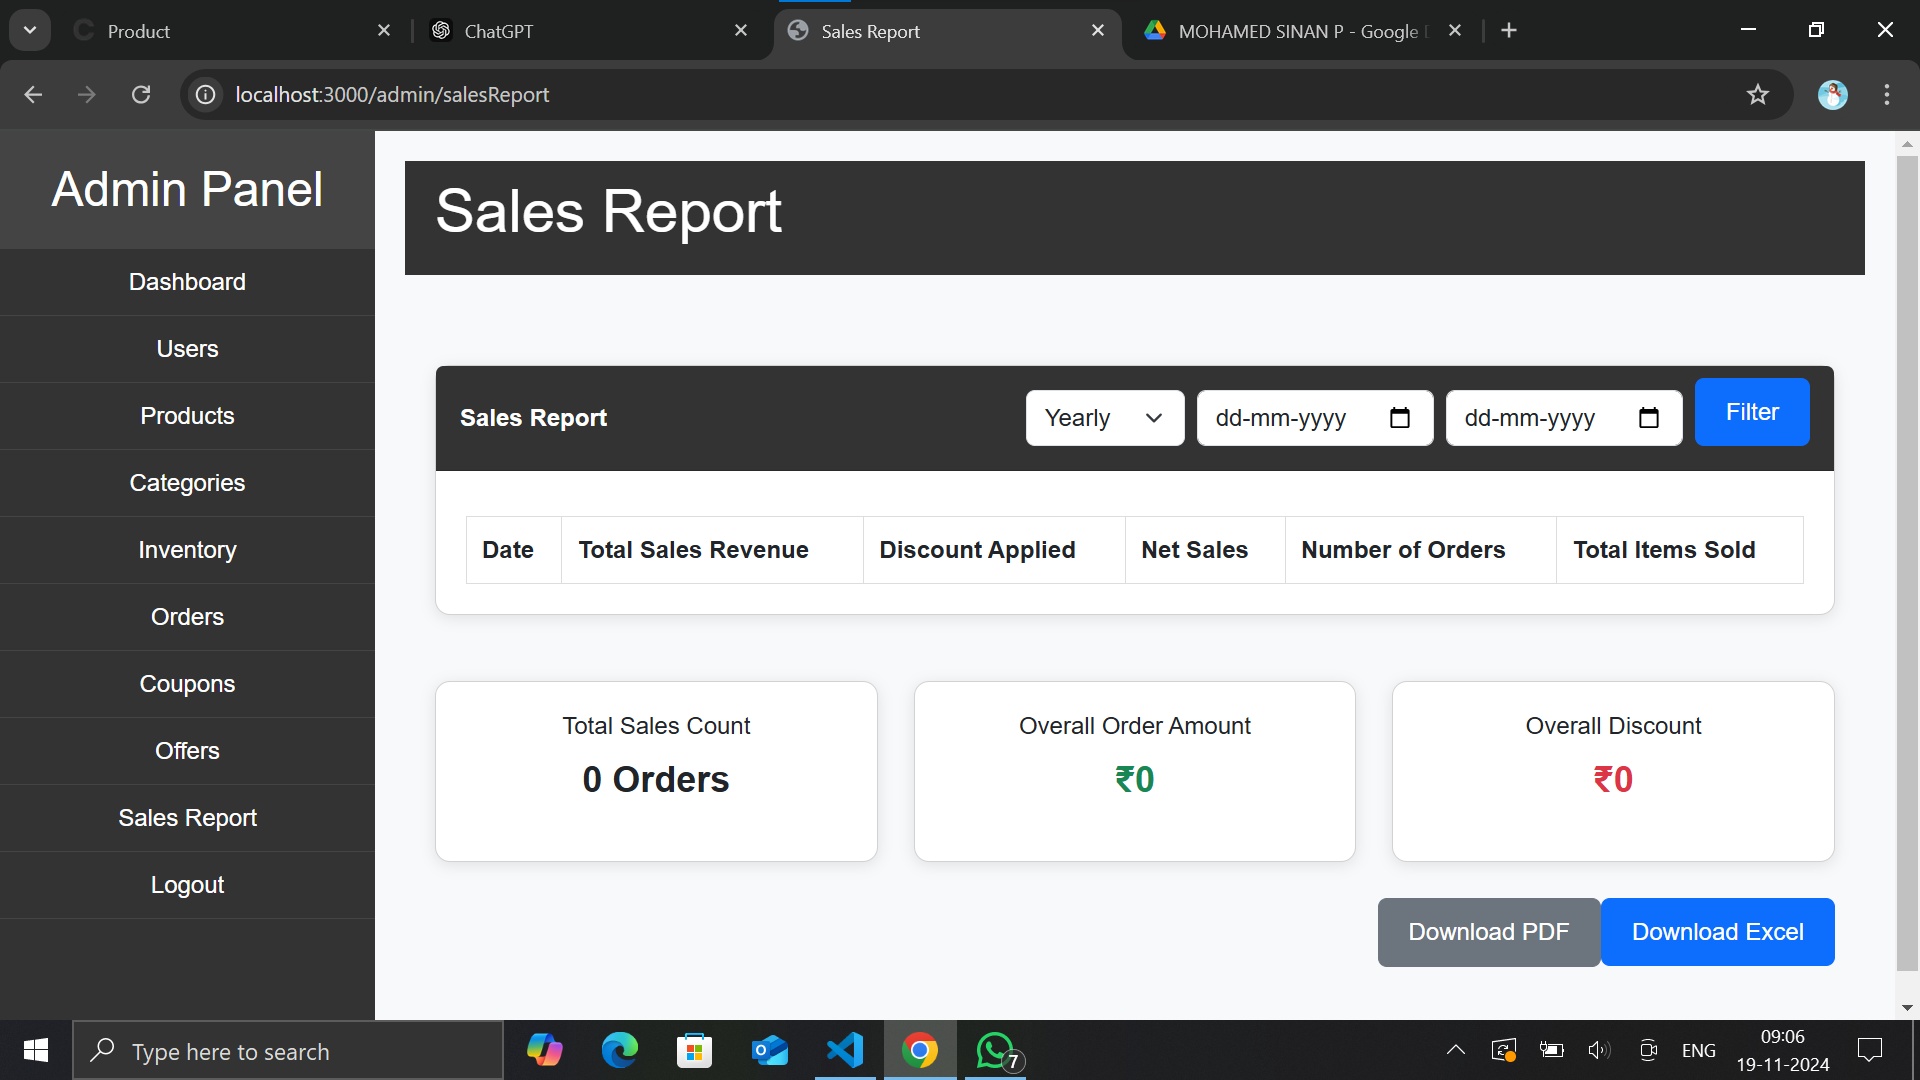 Product
ChatGPT
Sales Report
MOHAMED SINAN P - Google
localhost:3000/admin/salesReport
Admin Panel
Dashboard
Users
Products
Categories
Inventory
Orders
Coupons
Offers
Sales Report
Logout
Sales Report
Sales Report
Yearly
dd-mm-yyyy
dd-mm-yyyy
Filter
Date
Total Sales Revenue
Discount Applied
Net Sales
Number of Orders
Total Items Sold
Total Sales Count
0 Orders
Overall Order Amount
₹0
Overall Discount
₹0
Download PDF
Download Excel
Type here to search
7
ENG
09:06
19-11-2024